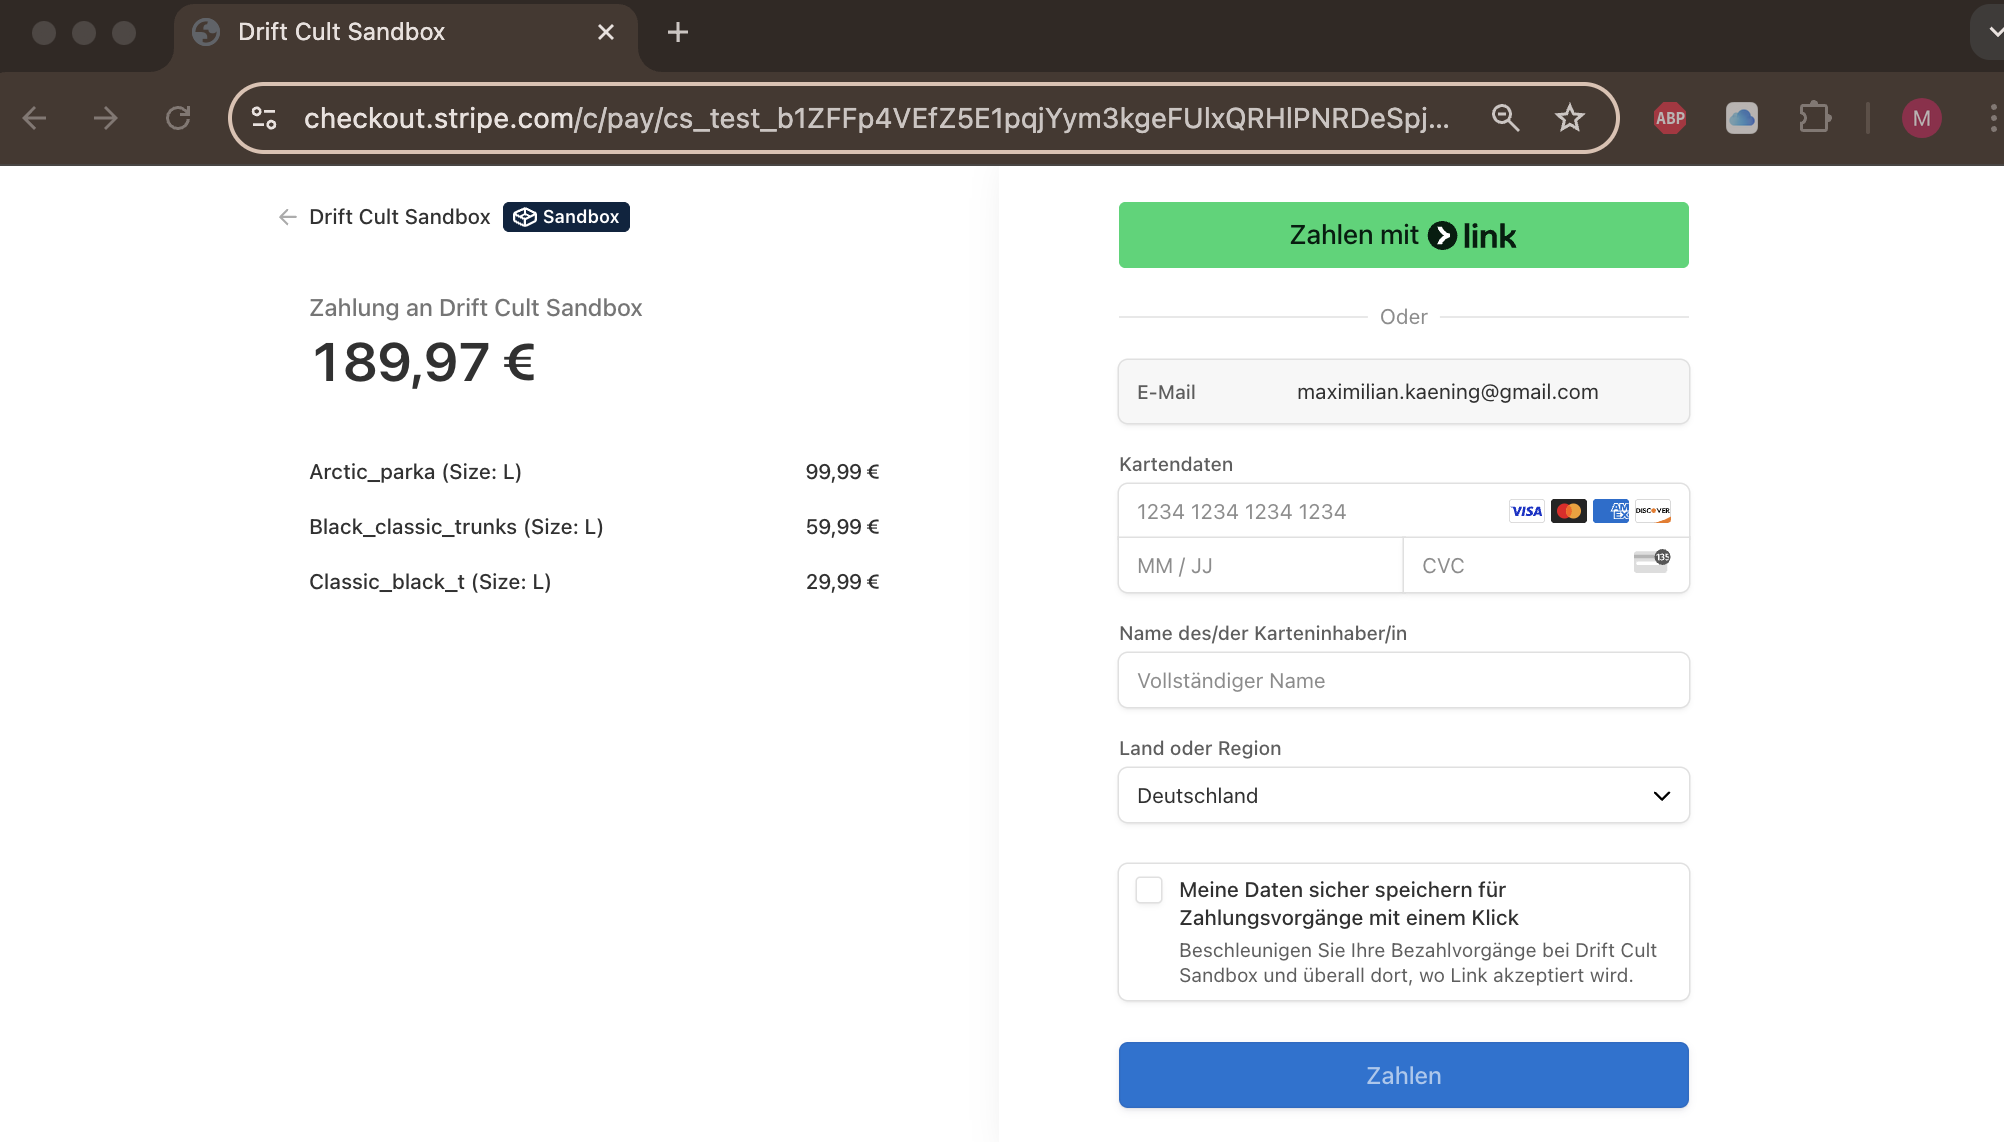 Drift Cult Sandbox
checkout.stripe.com/c/pay/cs_test_b1ZFFp4VEfZ5E1pqjYym3kgeFUlxQRHlPNRDeSpj...
ABP
M
Drift Cult Sandbox
Sandbox
Zahlung an Drift Cult Sandbox
189,97 €
Arctic_parka (Size: L) 99,99 €
Black_classic_trunks (Size: L) 59,99 €
Classic_black_t (Size: L) 29,99 €
Zahlen mit link
Oder
E-Mail maximilian.kaening@gmail.com
Kartendaten
1234 1234 1234 1234 VISA AM EX DISCOVER
MM / JJ CVC 135
Name des/der Karteninhaber/in
Vollständiger Name
Land oder Region
Deutschland
Meine Daten sicher speichern für
Zahlungsvorgänge mit einem Klick
Beschleunigen Sie Ihre Bezahlvorgänge bei Drift Cult
Sandbox und überall dort, wo Link akzeptiert wird.
Zahlen